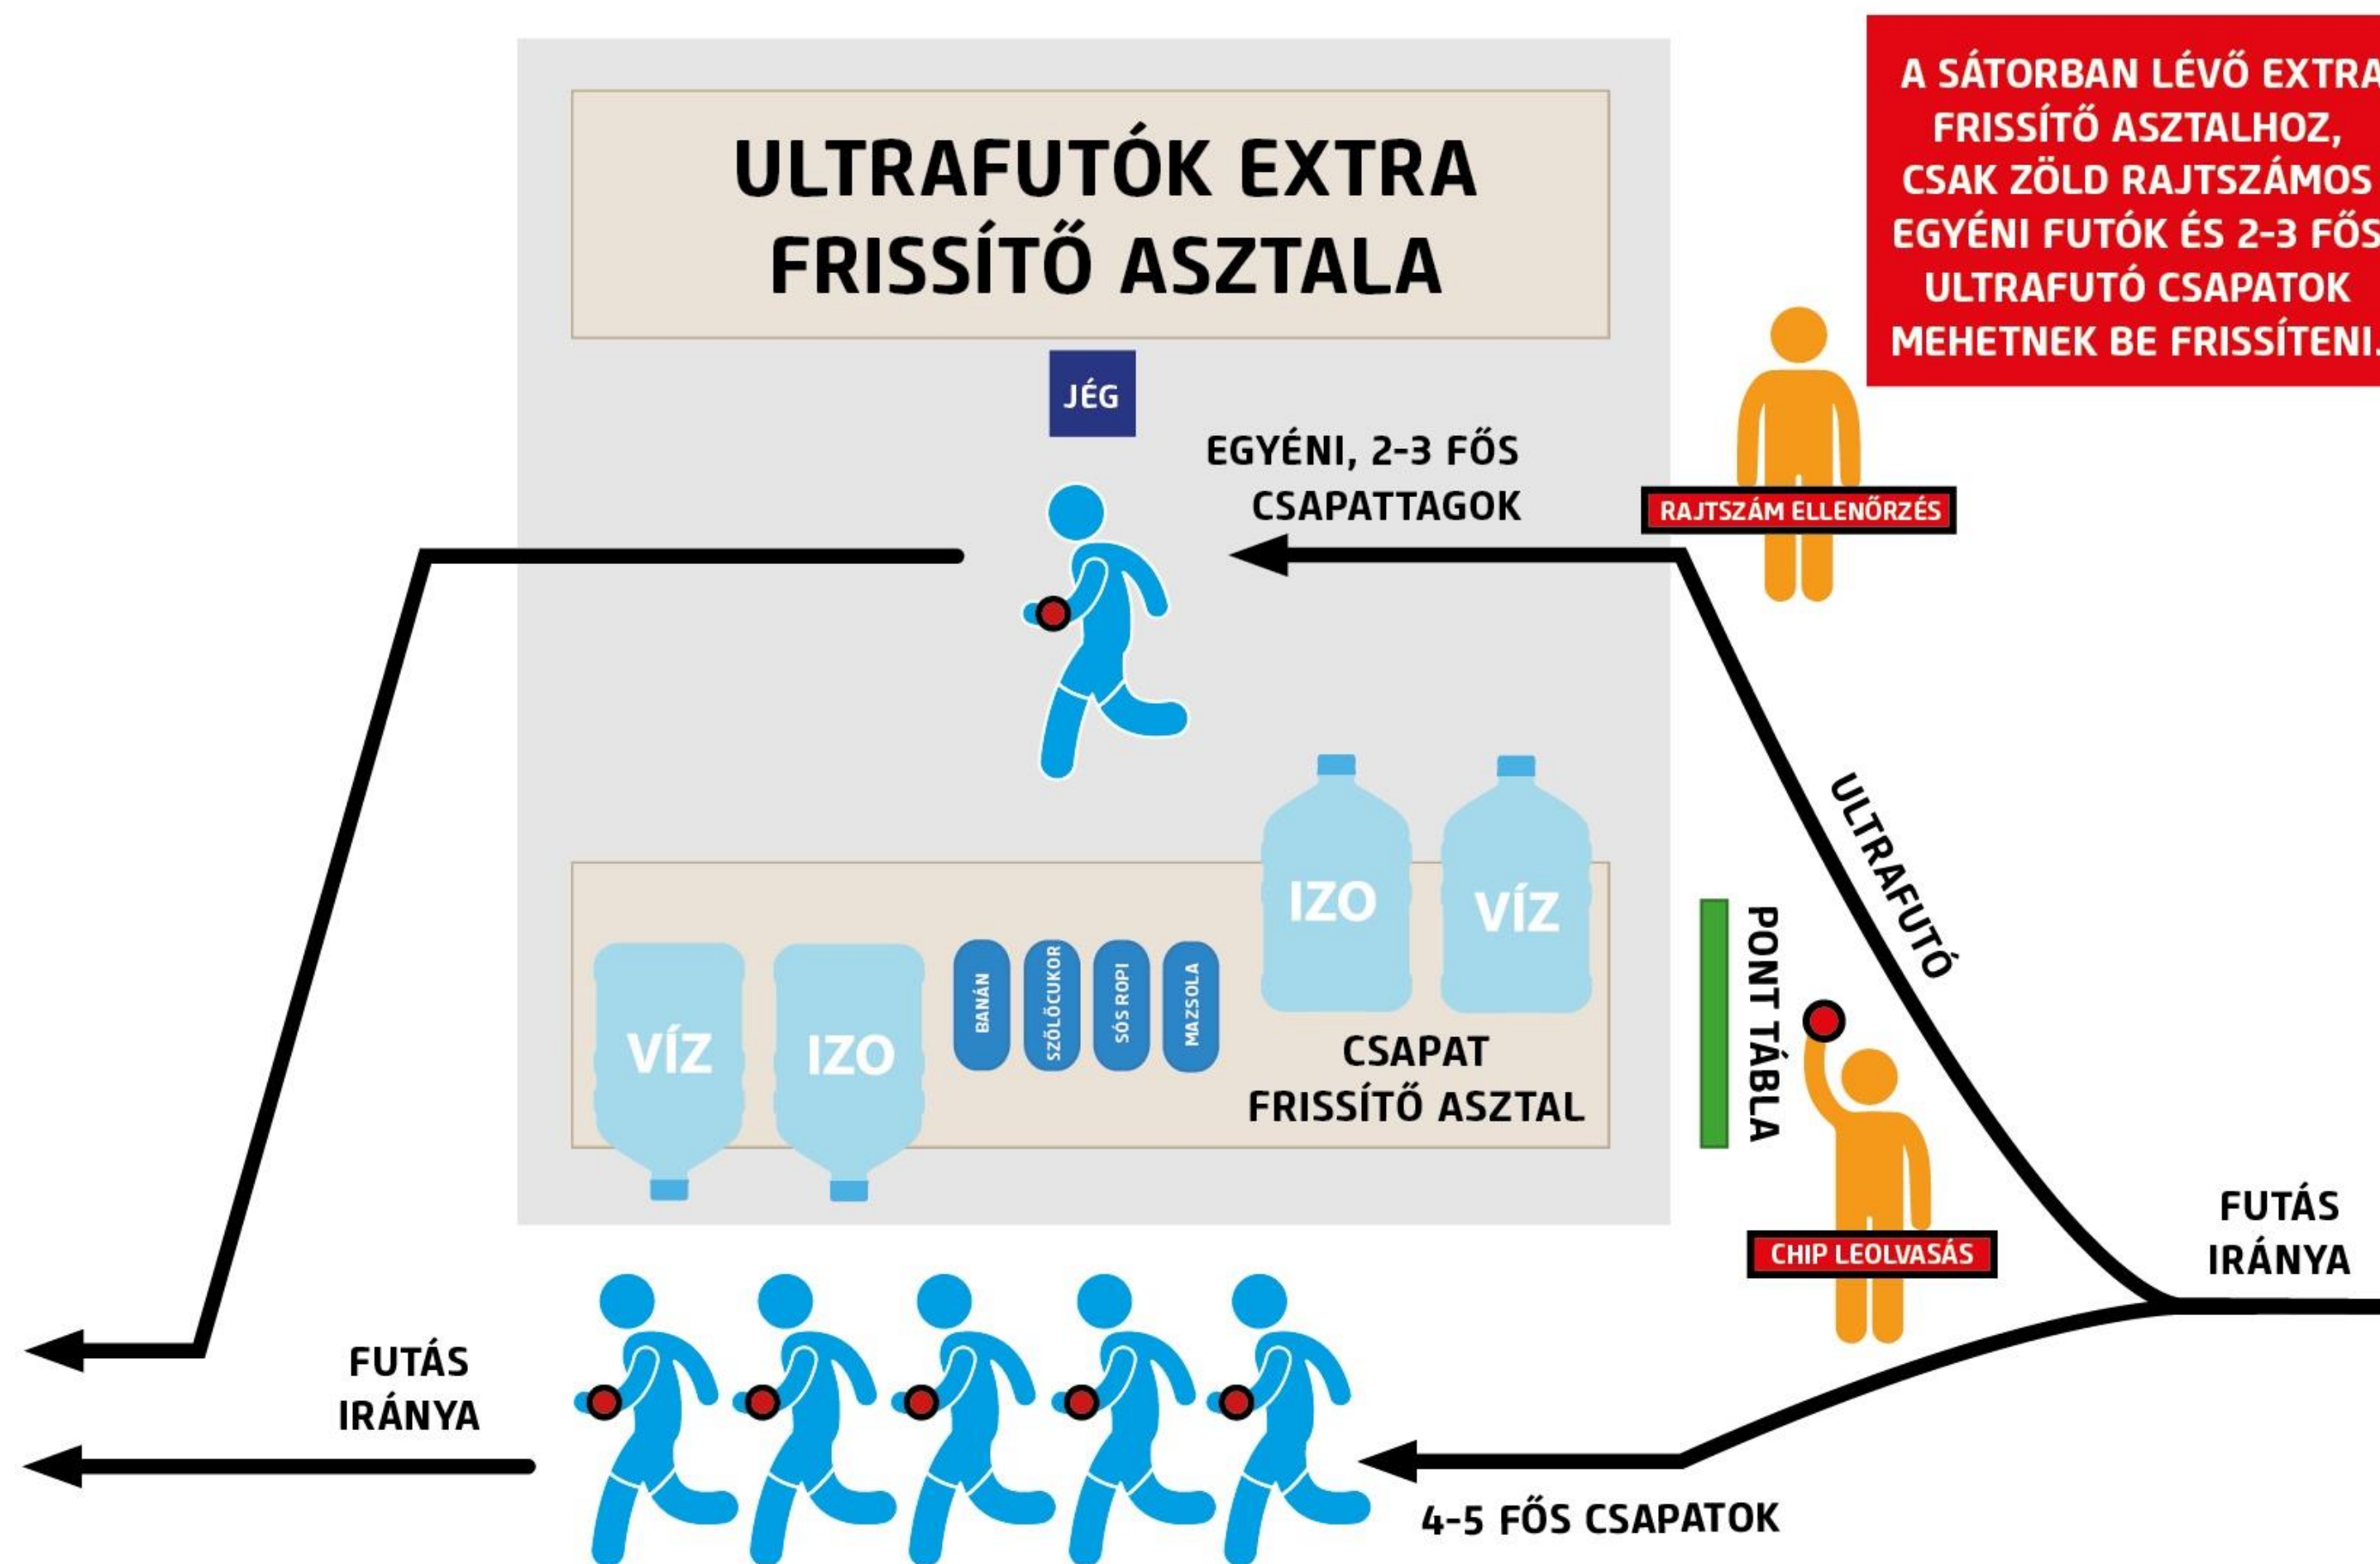 ULTRAFUTÓK EXTRA
FRISSÍTŐ ASZTALA
A SÁTORBAN LÉVŐ EXTRA
FRISSÍTŐ ASZTALHOZ,
CSAK ZÖLD RAJTSZÁMOS
EGYÉNI FUTÓK ÉS 2-3 FŐS
ULTRAFUTÓ CSAPATOK
MEHETNEK BE FRISSÍTENI.
JÉG
EGYÉNI, 2-3 FŐS
CSAPATTAGOK
RAJTSZÁM ELLENŐRZÉS
ULTRAFUTÓ
IZO
VÍZ
PONT TÁBLA
VÍZ
IZO
BANÁN
SZŐLŐCUKOR
SÓS ROPI
MAZSOLA
CSAPAT
FRISSÍTŐ ASZTAL
CHIP LEOLVASÁS
FUTÁS
IRÁNYA
FUTÁS
IRÁNYA
4-5 FŐS CSAPATOK